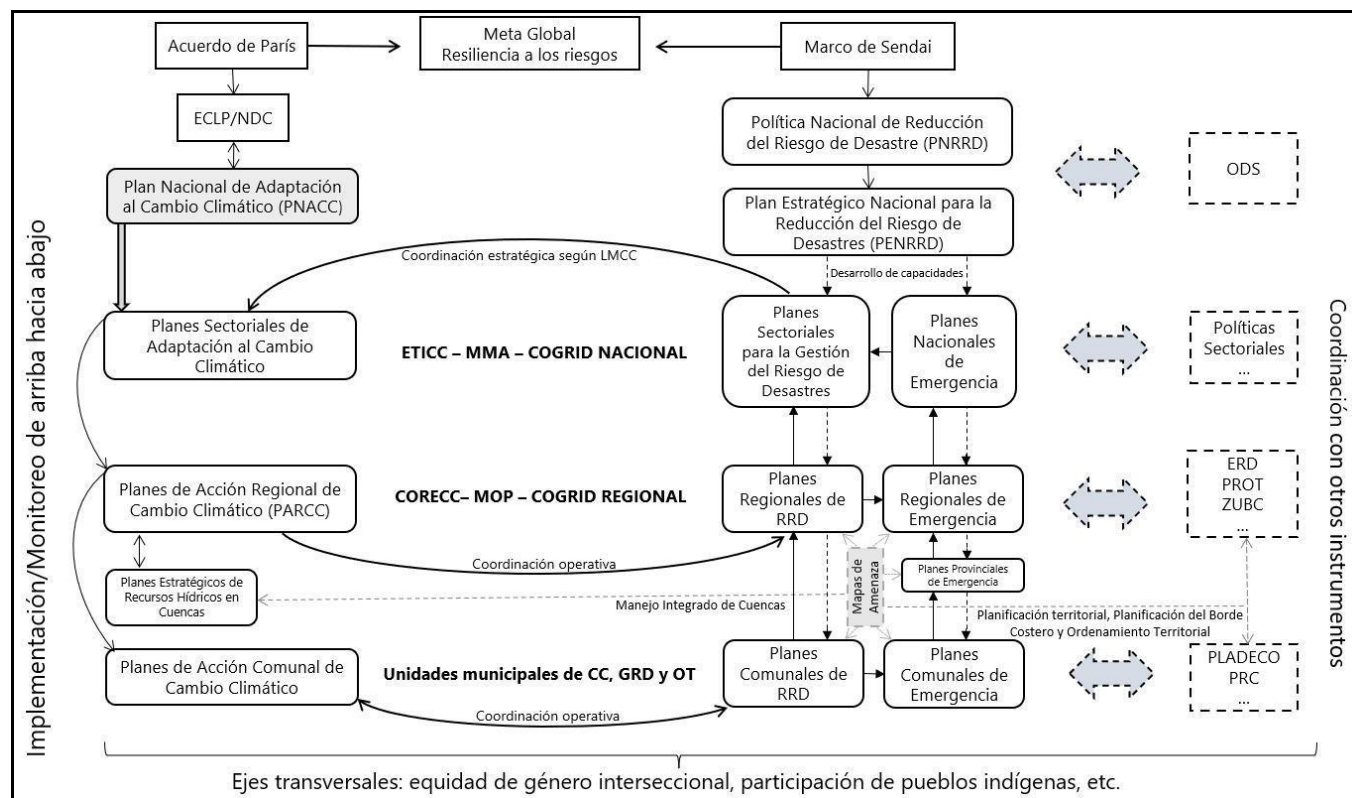 Acuerdo de París
Meta Global
Resiliencia a los riesgos
Marco de Sendai
ECLP/NDC
Política Nacional de Reducción
del Riesgo de Desastre (PNRRD)
ODS
Plan Nacional de Adaptación
al Cambio Climático (PNACC)
Plan Estratégico Nacional para la
Reducción del Riesgo de
Desastres (PENRRD)
Coordinación estratégica según LMCC
Desarrollo de capacidades
Implementación/Monitoreo de arriba hacia abajo
Coordinación con otros instrumentos
Planes Sectoriales de
Adaptación al Cambio
Climático
ETICC – MMA – COGRID NACIONAL
Planes
Sectoriales
para la Gestión
del Riesgo de
Desastres
Planes
Nacionales
de
Emergencia
Políticas
Sectoriales
...
Planes de Acción Regional de
Cambio Climático (PARCC)
CORECC– MOP – COGRID REGIONAL
Planes
Regionales de
RRD
Planes
Regionales de
Emergencia
ERD
PROT
ZUBC
...
Coordinación operativa
Planes Estratégicos de
Recursos Hídricos en
Cuencas
Manejo Integrado de Cuencas
Mapas de
Amenaza
Planes Provinciales
de Emergencia
Planificación territorial, Planificación del Borde
Costero y Ordenamiento Territorial
Planes de Acción Comunal de
Cambio Climático
Unidades municipales de CC, GRD y OT
Planes
Comunales de
RRD
Planes
Comunales de
Emergencia
PLADECO
PRC
...
Coordinación operativa
Ejes transversales: equidad de género interseccional, participación de pueblos indígenas, etc.